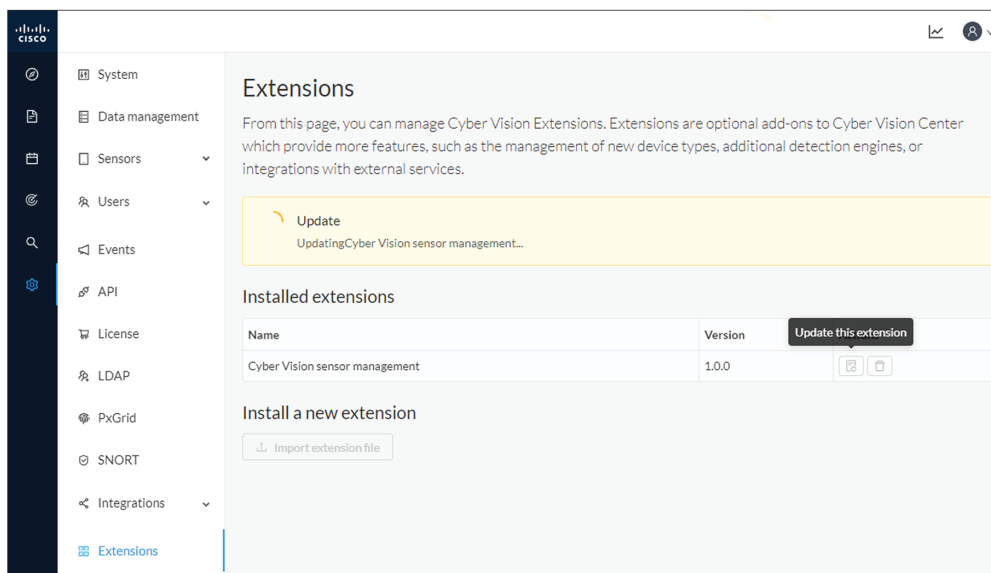 CISCO
System
Data management
Sensors
Users
Events
API
License
LDAP
PxGrid
SNORT
Integrations
Extensions
Extensions
From this page, you can manage Cyber Vision Extensions. Extensions are optional add-ons to Cyber Vision Center
which provide more features, such as the management of new device types, additional detection engines, or
integrations with external services.
Update
UpdatingCyber Vision sensor management...
Installed extensions
Name Version
Update this extension
Cyber Vision sensor management 1.0.0
Install a new extension
Import extension file